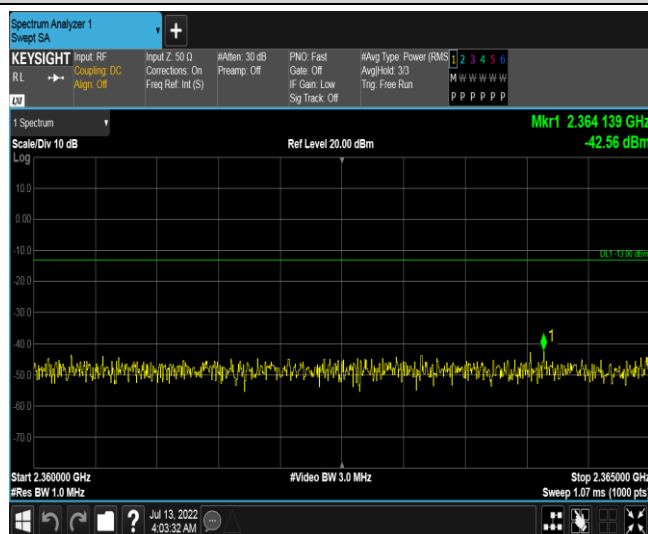 Spectrum Analyzer 1
Swept SA
KEYSIGHT
RL
LXI
Input: RF
Coupling: DC
Align: Off
Input Z: 50 Ω
Corrections: On
Freq Ref: Int (S)
#Atten: 30 dB
Preamp: Off
PNO: Fast
Gate: Off
IF Gain: Low
Sig Track: Off
#Avg Type: Power (RMS
Avg|Hold: 3/3
Trig: Free Run
1 2 3 4 5 6
M W W W W W
P P P P P P
1 Spectrum
Scale/Div 10 dB
Ref Level 20.00 dBm
Mkr1 2.364 139 GHz
-42.56 dBm
Log
10.0
0.00
-10.0
DL1 -13.00 dBm
-20.0
-30.0
-40.0
1
-50.0
-60.0
-70.0
Start 2.360000 GHz
#Video BW 3.0 MHz
Stop 2.365000 GHz
#Res BW 1.0 MHz
Sweep 1.07 ms (1000 pts)
?
Jul 13, 2022
4:03:32 AM